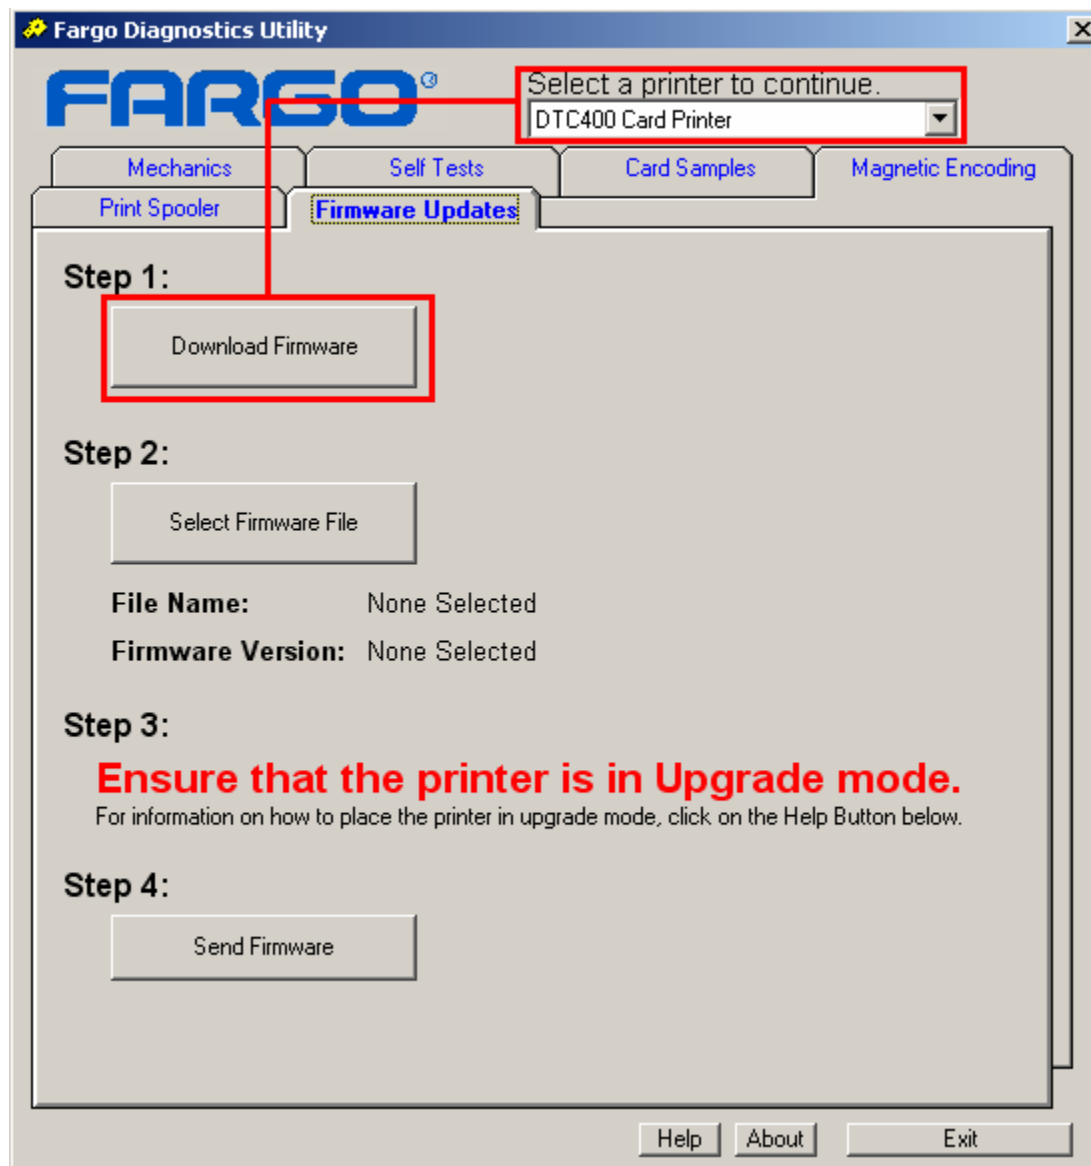 Fargo Diagnostics Utility
FARGO®
Select a printer to continue.
DTC400 Card Printer
Mechanics
Self Tests
Card Samples
Magnetic Encoding
Print Spooler
Firmware Updates
Step 1:
Download Firmware
Step 2:
Select Firmware File
File Name: None Selected
Firmware Version: None Selected
Step 3:
Ensure that the printer is in Upgrade mode.
For information on how to place the printer in upgrade mode, click on the Help Button below.
Step 4:
Send Firmware
Help
About
Exit